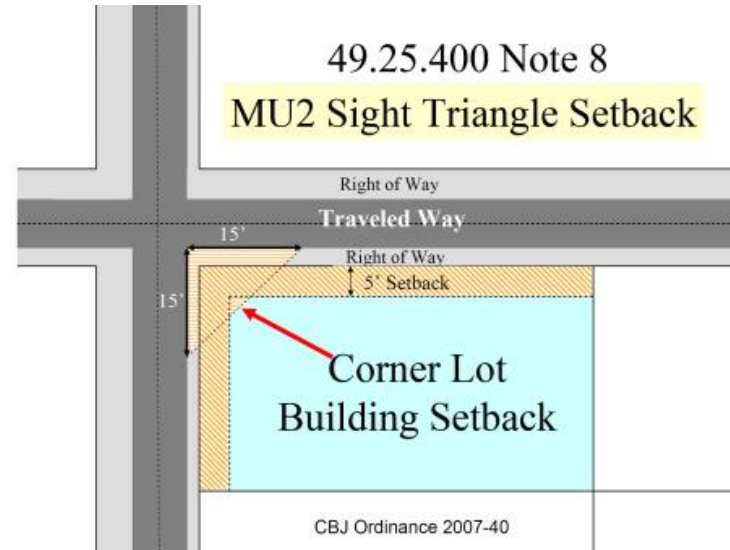 49.25.400 Note 8
MU2 Sight Triangle Setback
Right of Way
Traveled Way
15’
Right of Way
5’ Setback
15’
Corner Lot
Building Setback
CBJ Ordinance 2007-40